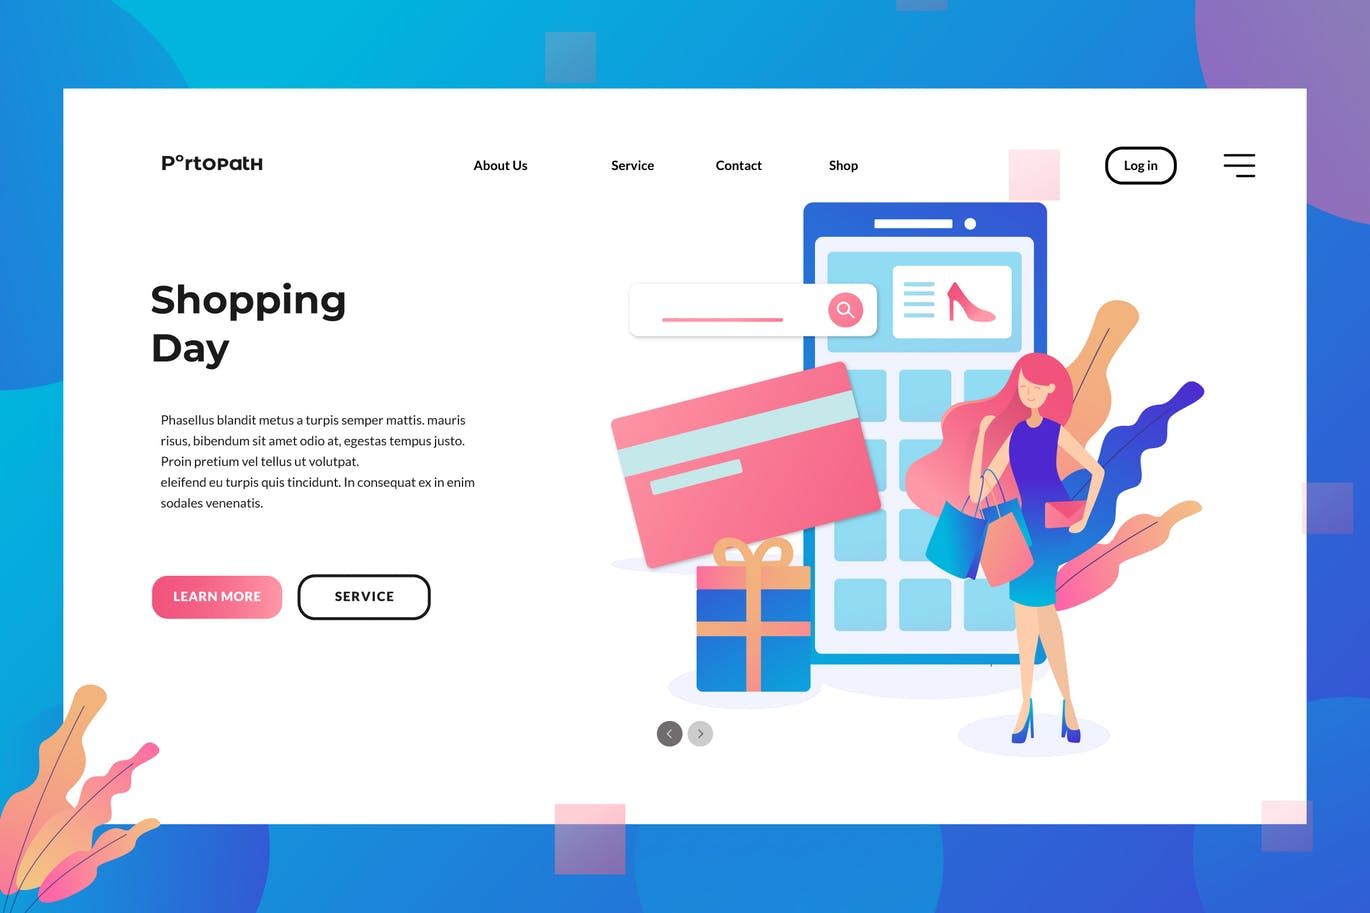 PortoPatH
About Us
Service
Contact
Shop
Log in
Shopping
Day
Phasellus blandit metus a turpis semper mattis. mauris
risus, bibendum sit amet odio at, egestas tempus justo.
Proin pretium vel tellus ut volutpat.
eleifend eu turpis quis tincidunt. In consequat ex in enim
sodales venenatis.
LEARN MORE
SERVICE